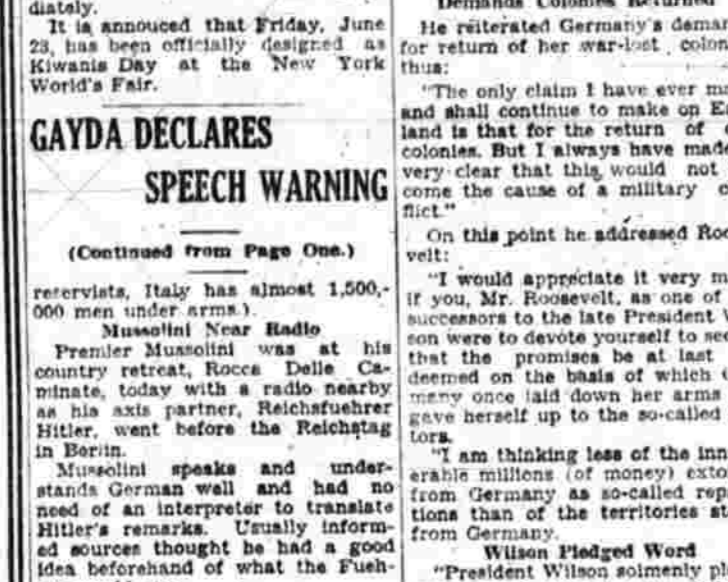 diately.
It is annouced that Friday, June
23, has been officially designed as
Kiwanis Day at the New York
World's Fair.
GAYDA DECLARES
SPEECH WARNING
(Continued from Page One.)
reservists, Italy has almost 1,500,-
000 men under arms.).
Mussolini Near Radio
Premier Mussolini was at his
country retreat, Rocca Delle Ca-
minate, today with a radio nearby
as his axis partner, Reichsfuehrer
Hitler, went before the Reichstag
in Berlin.
Mussolini speaks and under-
stands German well and had no
need of an interpreter to translate
Hitler's remarks. Usually inform-
ed sources thought he had a good
idea beforehand of what the Fueh-
Demands Colonies Returned
He reiterated Germany's dema
for return of her war-lost colon
thus:
"The only claim I have ever ma
and shall continue to make on E
land is that for the return of
colonies. But I always have made
very clear that this would not
come the cause of a military c
flict."
On this point he addressed Roo
velt:
"I would appreciate it very m
if you, Mr. Roosevelt, as one of
successors to the late President W
son were to devote yourself to see
that the promises be at last
deemed on the basis of which
many once laid down her arms
gave herself up to the so-called
tors.
"I am thinking less of the inn
erable millions (of money) exto
from Germany as so-called rep
tions than of the territories st
from Germany.
Wilson Pledged Word
"President Wilson solmenly pl